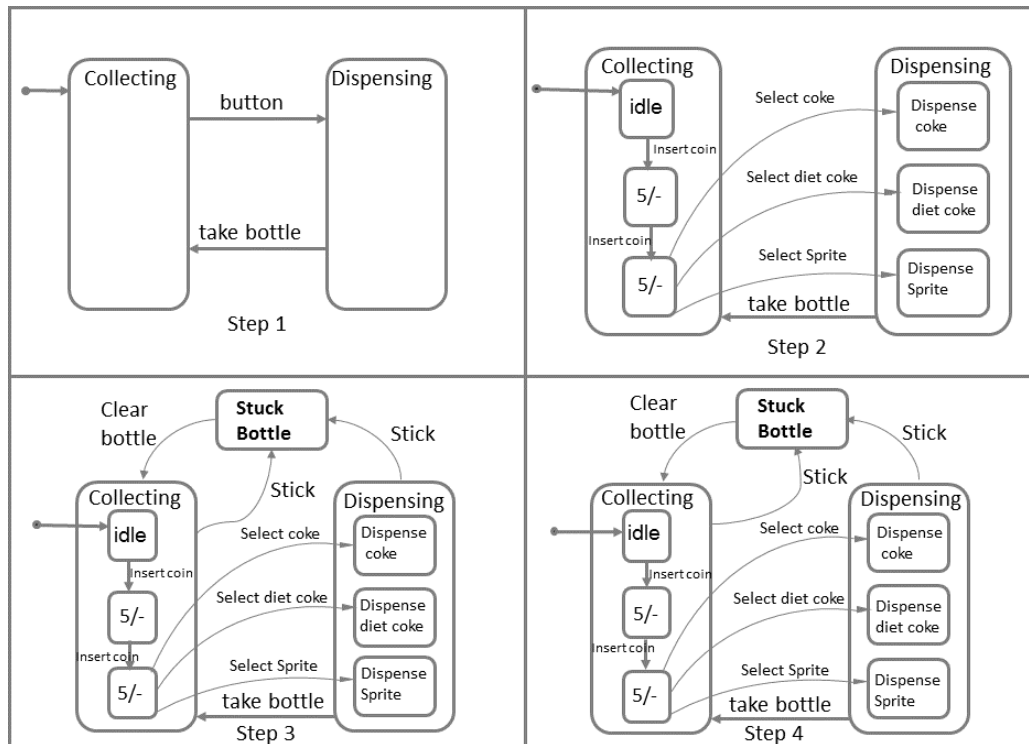 Collecting
Dispensing
button
take bottle
Step 1
Collecting
Dispensing
idle
Select coke
Dispense
coke
Insert coin
5/-
Select diet coke
Dispense
diet coke
Insert coin
5/-
Select Sprite
Dispense
Sprite
take bottle
Step 2
Clear
bottle
Stuck
Bottle
Stick
Stick
Collecting
Dispensing
idle
Select coke
Dispense
coke
Insert coin
5/-
Select diet coke
Dispense
diet coke
Insert coin
5/-
Select Sprite
Dispense
Sprite
take bottle
Step 3
Clear
bottle
Stuck
Bottle
Stick
Stick
Collecting
Dispensing
idle
Select coke
Dispense
coke
Insert coin
5/-
Select diet coke
Dispense
diet coke
Insert coin
5/-
Select Sprite
Dispense
Sprite
take bottle
Step 4